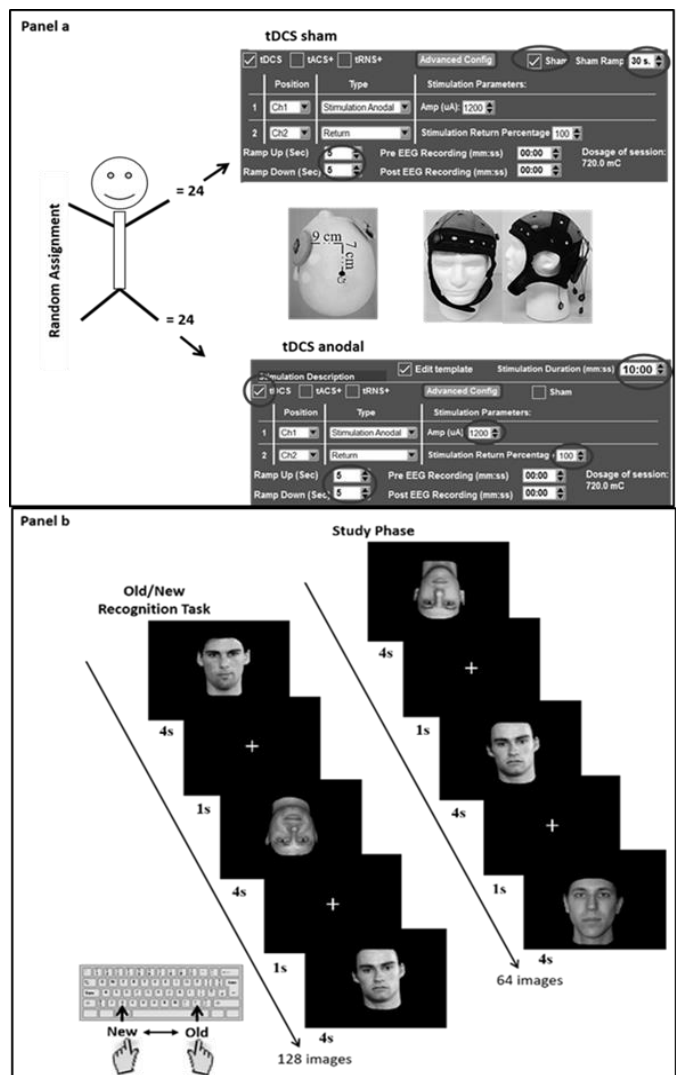 Panel a
tDCS sham
tDCS tACS+ tRNS+ Advanced Config Sham Sham Ramp 30 s.
Position Type Stimulation Parameters:
1 Ch1 Stimulation Anodal Amp (uA): 1200
2 Ch2 Return Stimulation Return Percentage 100
Ramp Up (Sec) 5 Pre EEG Recording (mm:ss) 00:00 Dosage of session:
Ramp Down (Sec) 5 Post EEG Recording (mm:ss) 00:00 720.0 mC
Random Assignment
= 24
9 cm
7 cm
Cz
= 24
tDCS anodal
Stimulation Description Edit template Stimulation Duration (mm:ss) 10:00
tDCS tACS+ tRNS+ Advanced Config Sham
Position Type Stimulation Parameters:
1 Ch1 Stimulation Anodal Amp (uA) 1200
2 Ch2 Return Stimulation Return Percentag 100
Ramp Up (Sec) 5 Pre EEG Recording (mm:ss) 00:00 Dosage of session:
Ramp Down (Sec 5 Post EEG Recording (mm:ss) 00:00 720.0 mC
Panel b
Study Phase
4s
1s
4s
1s
4s
64 images
Old/New
Recognition Task
4s
1s
4s
1s
4s
128 images
New Old